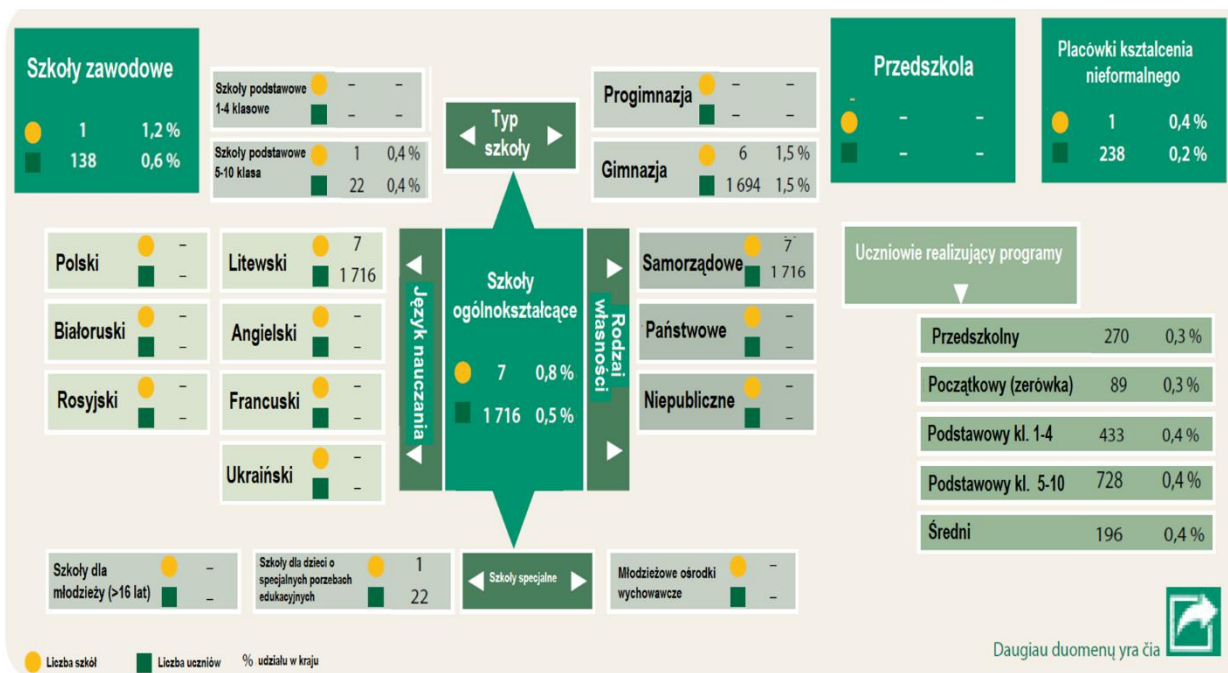 Szkoły zawodowe
1 1,2 %
138 0,6 %
Szkoły podstawowe
1-4 klasowe
– –
– –
Szkoły podstawowe
5-10 klasa
1 0,4 %
22 0,4 %
Typ
szkoły
Progimnazja
– –
– –
Gimnazja
6 1,5 %
1 694 1,5 %
Przedszkola
– –
– –
Placówki kształcenia
nieformalnego
1 0,4 %
238 0,2 %
Polski
–
–
Litewski
7
1 716
Białoruski
–
–
Angielski
–
–
Rosyjski
–
–
Francuski
–
–
Ukraiński
–
–
Język nauczania
Szkoły
ogólnokształcące
7 0,8 %
1 716 0,5 %
Rodzaj
własności
Samorządowe
7
1 716
Państwowe
–
–
Niepubliczne
–
–
Uczniowie realizujący programy
Przedszkolny 270 0,3 %
Początkowy (zerówka) 89 0,3 %
Podstawowy kl. 1-4 433 0,4 %
Podstawowy kl. 5-10 728 0,4 %
Średni 196 0,4 %
Szkoły dla
młodzieży (>16 lat)
–
–
Szkoły dla dzieci o
specjalnych porzebach
edukacyjnych
1
22
Szkoły specjalne
Młodzieżowe ośrodki
wychowawcze
–
–
Liczba szkół
Liczba uczniów
% udziału w kraju
Daugiau duomenų yra čia